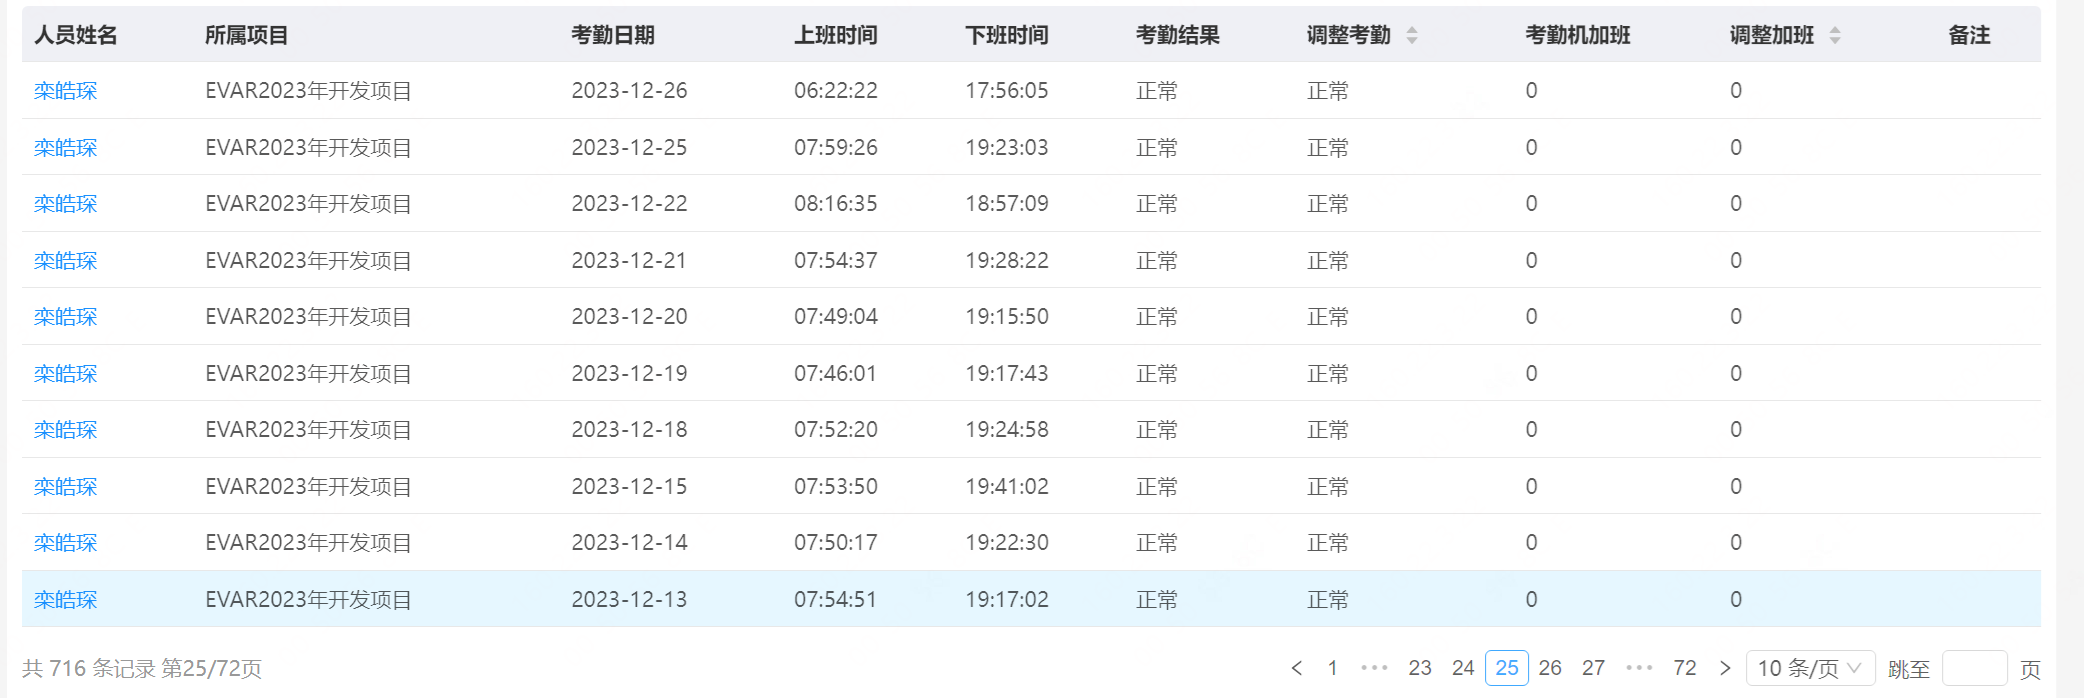 人员姓名 所属项目 考勤日期 上班时间 下班时间 考勤结果 调整考勤 考勤机加班 调整加班 备注
栾皓琛 EVAR2023年开发项目 2023-12-26 06:22:22 17:56:05 正常 正常 0 0
栾皓琛 EVAR2023年开发项目 2023-12-25 07:59:26 19:23:03 正常 正常 0 0
栾皓琛 EVAR2023年开发项目 2023-12-22 08:16:35 18:57:09 正常 正常 0 0
栾皓琛 EVAR2023年开发项目 2023-12-21 07:54:37 19:28:22 正常 正常 0 0
栾皓琛 EVAR2023年开发项目 2023-12-20 07:49:04 19:15:50 正常 正常 0 0
栾皓琛 EVAR2023年开发项目 2023-12-19 07:46:01 19:17:43 正常 正常 0 0
栾皓琛 EVAR2023年开发项目 2023-12-18 07:52:20 19:24:58 正常 正常 0 0
栾皓琛 EVAR2023年开发项目 2023-12-15 07:53:50 19:41:02 正常 正常 0 0
栾皓琛 EVAR2023年开发项目 2023-12-14 07:50:17 19:22:30 正常 正常 0 0
栾皓琛 EVAR2023年开发项目 2023-12-13 07:54:51 19:17:02 正常 正常 0 0
共 716 条记录 第25/72页 < 1 ••• 23 24 25 26 27 ••• 72 > 10 条/页 跳至 页